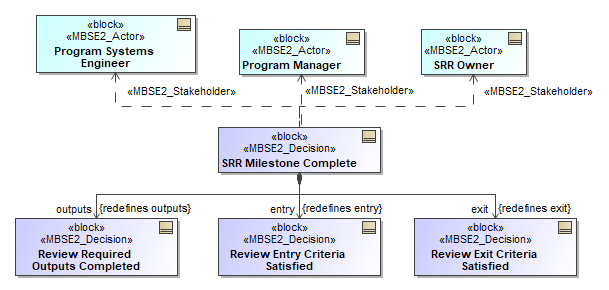 «block»
«MBSE2_Actor»
Program Systems
Engineer
«block»
«MBSE2_Actor»
Program Manager
«block»
«MBSE2_Actor»
SRR Owner
«MBSE2_Stakeholder»
«MBSE2_Stakeholder»
«MBSE2_Stakeholder»
«block»
«MBSE2_Decision»
SRR Milestone Complete
outputs {redefines outputs}
entry {redefines entry}
exit {redefines exit}
«block»
«MBSE2_Decision»
Review Required
Outputs Completed
«block»
«MBSE2_Decision»
Review Entry Criteria
Satisfied
«block»
«MBSE2_Decision»
Review Exit Criteria
Satisfied